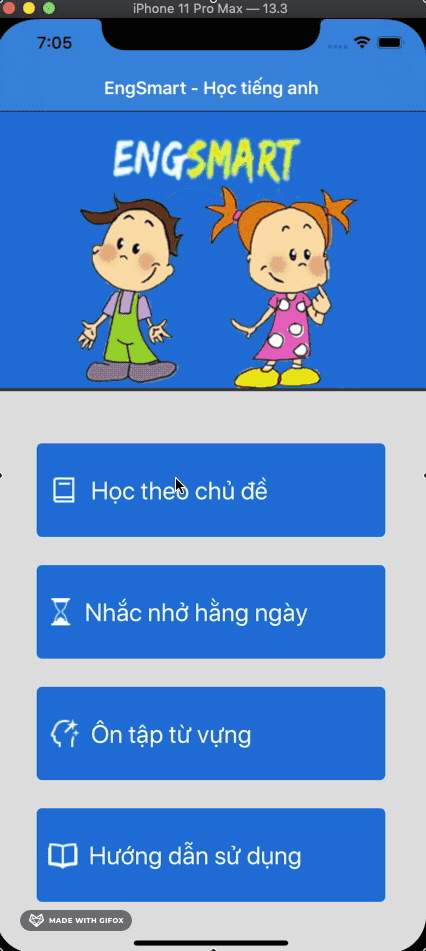 iPhone 11 Pro Max — 13.3
7:05
EngSmart - Học tiếng anh
ENGSMART
Học theo chủ đề
Nhắc nhở hằng ngày
Ôn tập từ vựng
Hướng dẫn sử dụng
MADE WITH GIFOX